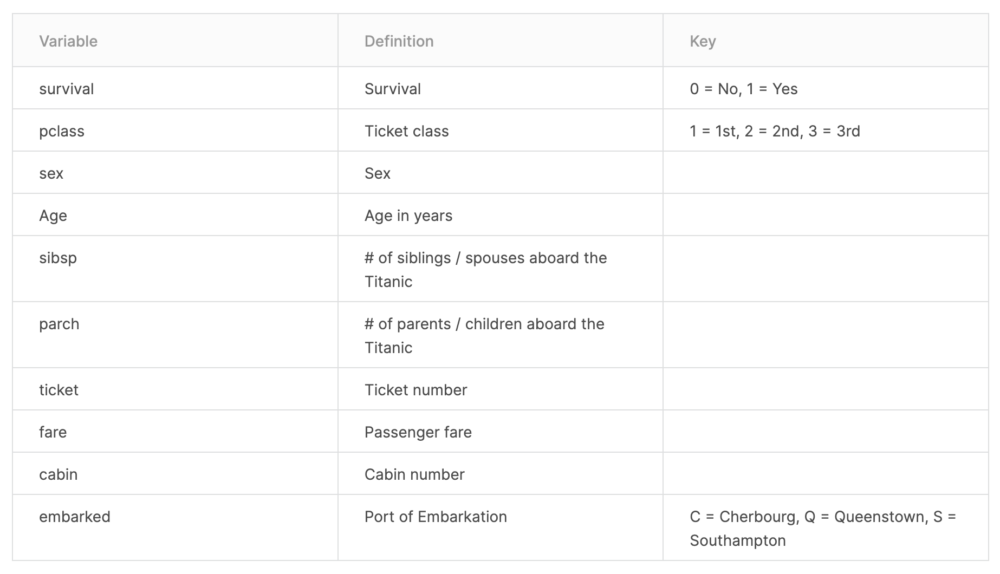 Variable Definition Key
survival Survival 0 = No, 1 = Yes
pclass Ticket class 1 = 1st, 2 = 2nd, 3 = 3rd
sex Sex
Age Age in years
sibsp # of siblings / spouses aboard the
Titanic
parch # of parents / children aboard the
Titanic
ticket Ticket number
fare Passenger fare
cabin Cabin number
embarked Port of Embarkation C = Cherbourg, Q = Queenstown, S =
Southampton